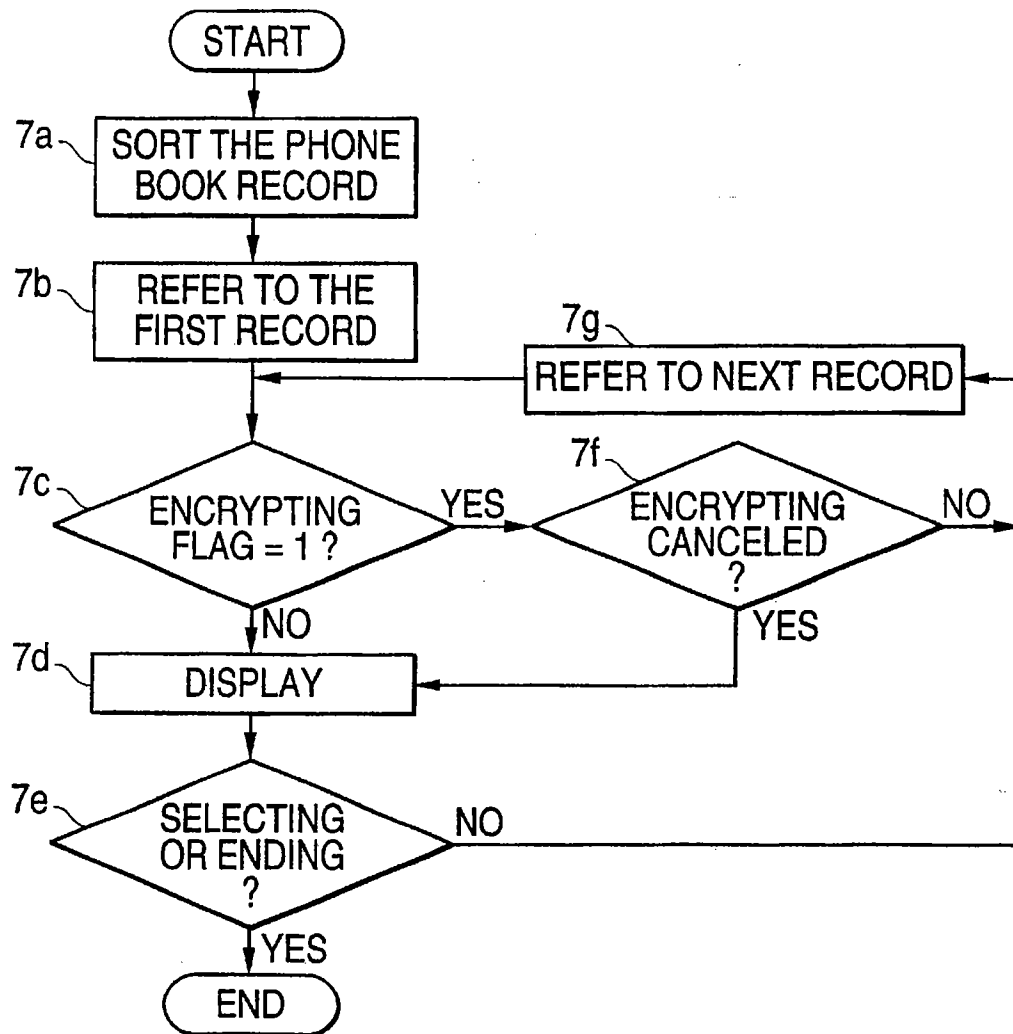 START
7a
SORT THE PHONE
BOOK RECORD
7b
REFER TO THE
FIRST RECORD
7g
REFER TO NEXT RECORD
7c
ENCRYPTING
FLAG = 1 ?
YES
7f
ENCRYPTING
CANCELED
?
NO
NO
YES
7d
DISPLAY
7e
SELECTING
OR ENDING
?
NO
YES
END